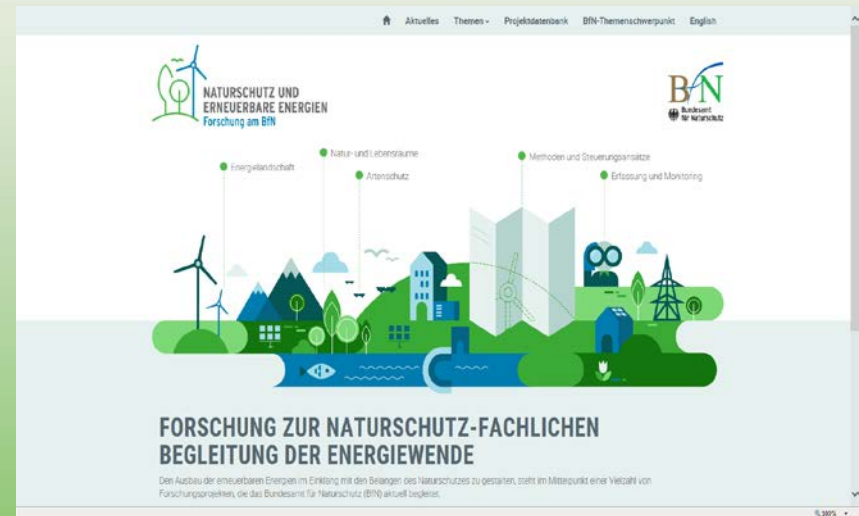 Aktuelles Themen Projektdatenbank BfN-Themenschwerpunkt English
NATURSCHUTZ UND
ERNEUERBARE ENERGIEN
Forschung am BfN
BfN
Bundesamt
für Naturschutz
Natur- und Lebensräume
Methoden und Steuerungsansätze
Energielandschaft
Artenschutz
Erfassung und Monitoring
FORSCHUNG ZUR NATURSCHUTZ-FACHLICHEN
BEGLEITUNG DER ENERGIEWENDE
Den Ausbau der erneuerbaren Energien im Einklang mit den Belangen des Naturschutzes zu gestalten, steht im Mittelpunkt einer Vielzahl von
Forschungsprojekten, die das Bundesamt für Naturschutz (BfN) aktuell begleitet.